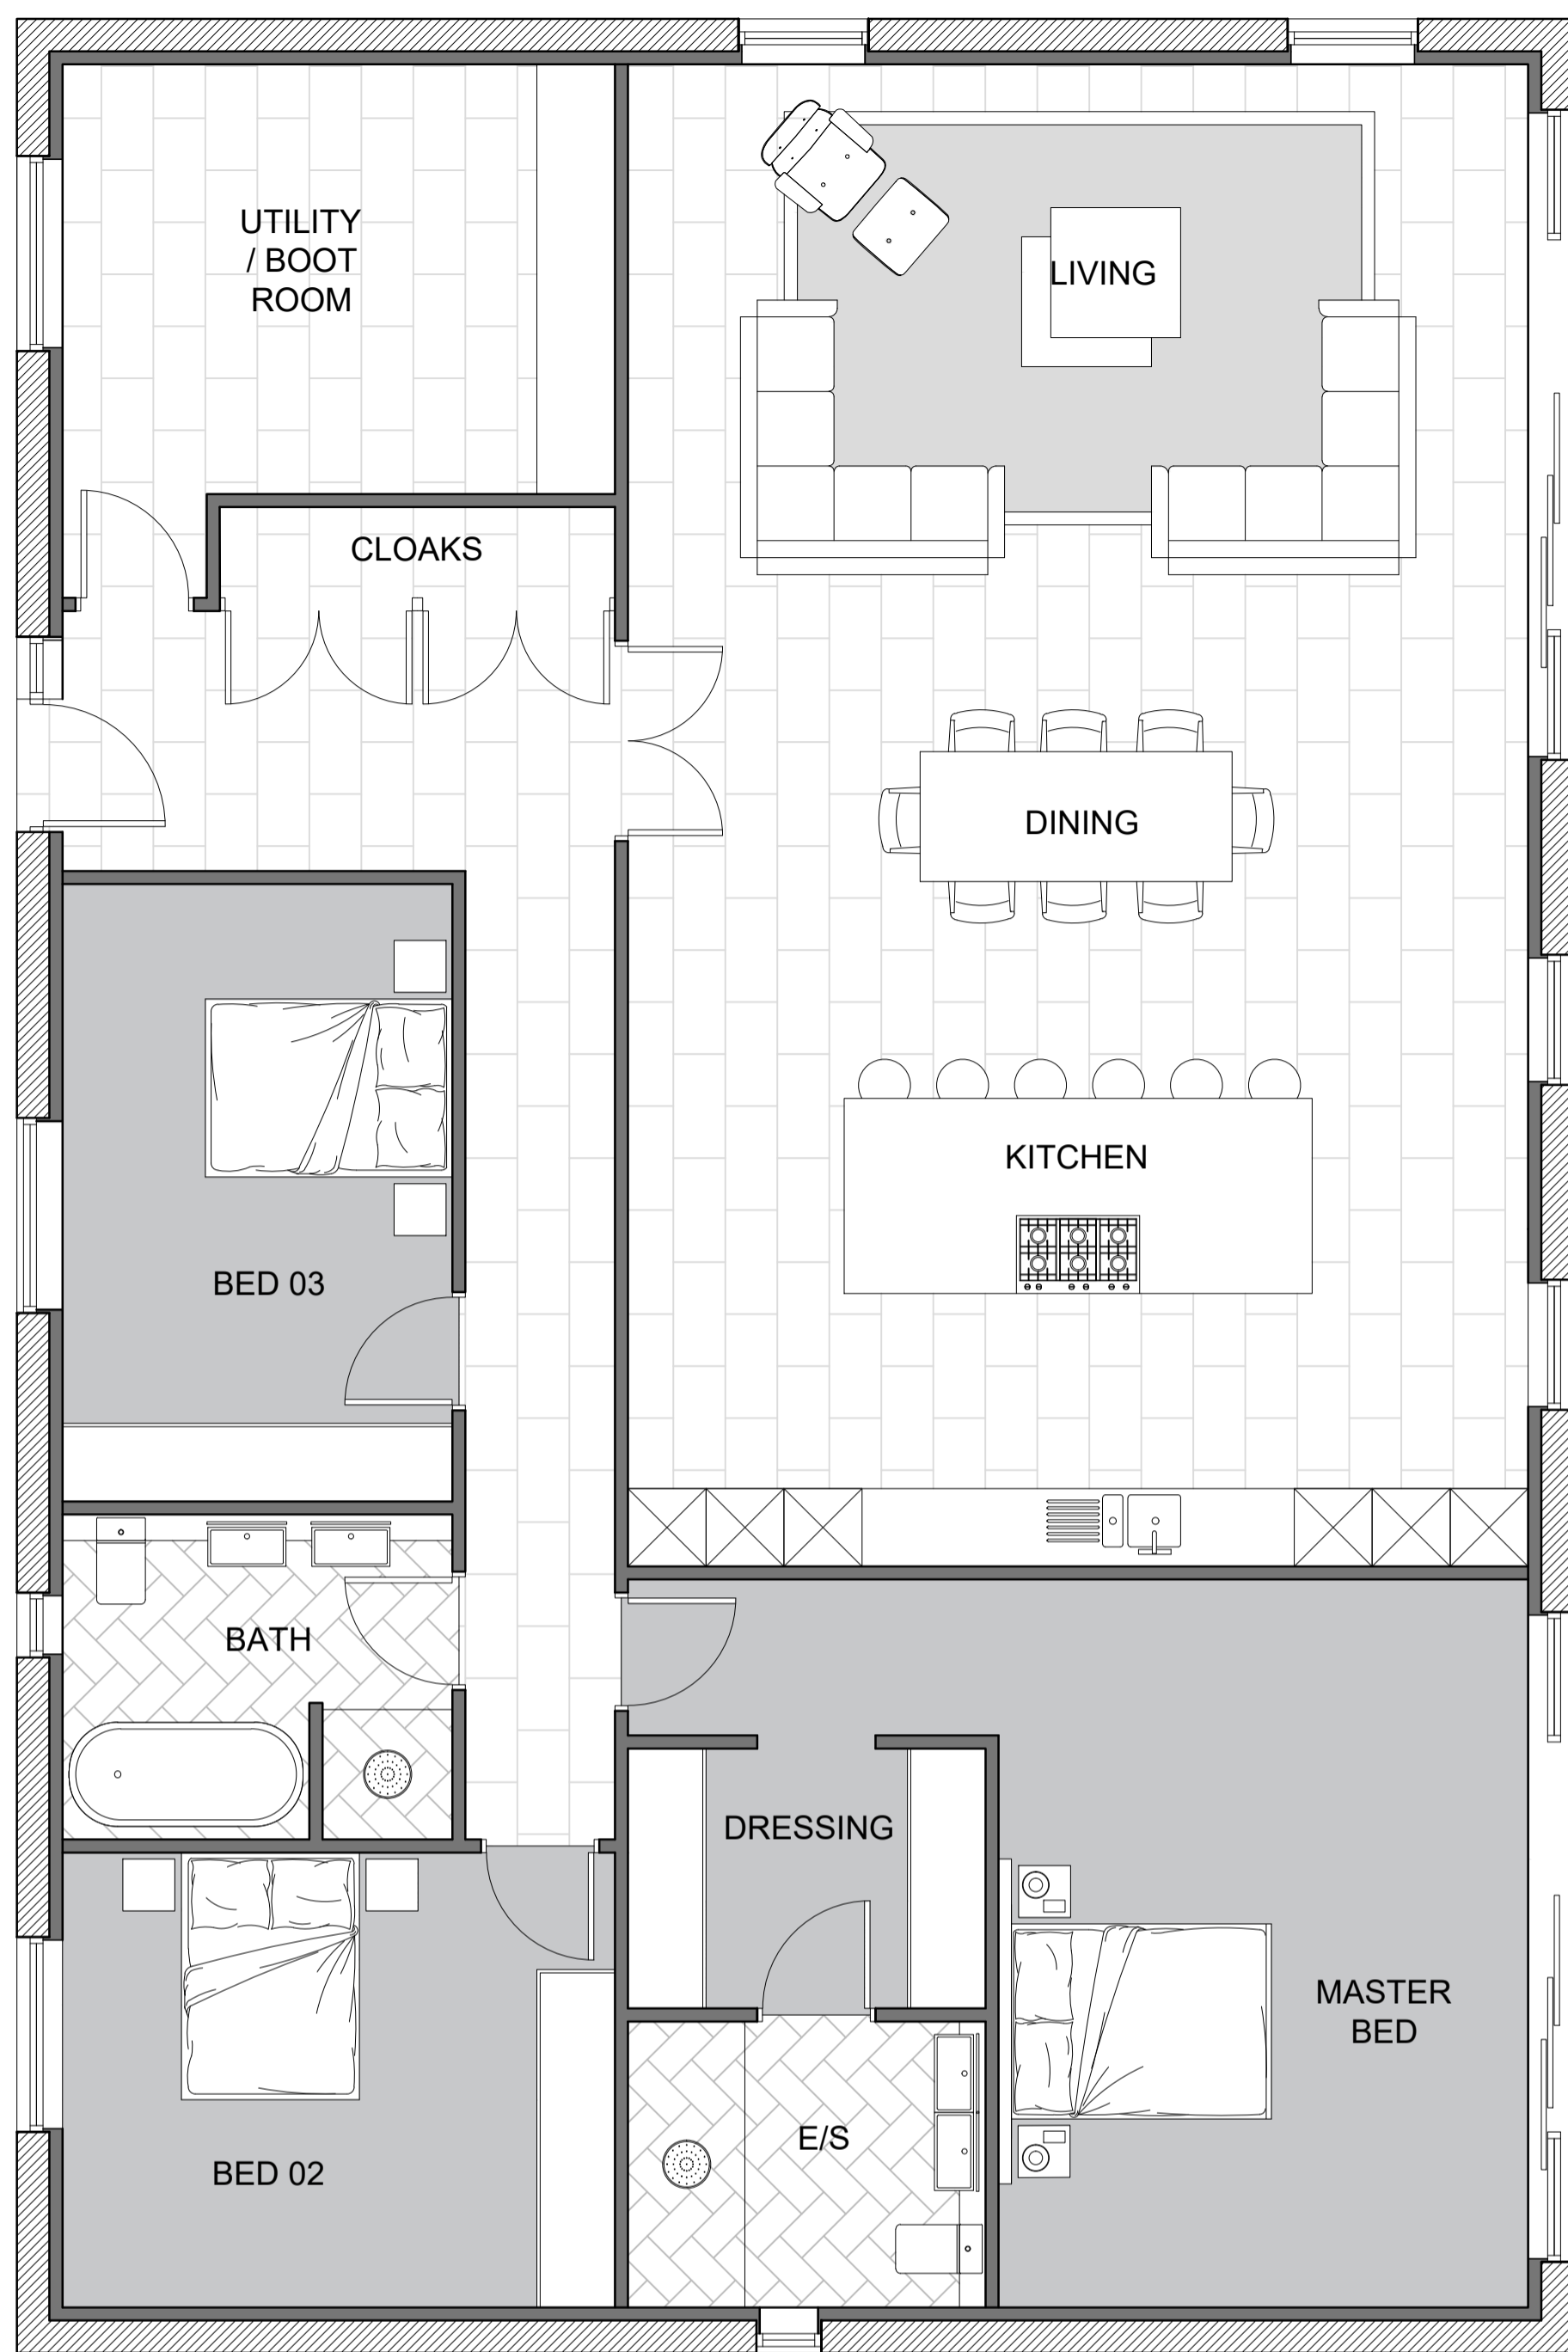 UTILITY
/ BOOT
ROOM
LIVING
CLOAKS
DINING
KITCHEN
BED 03
BATH
DRESSING
MASTER
BED
E/S
BED 02